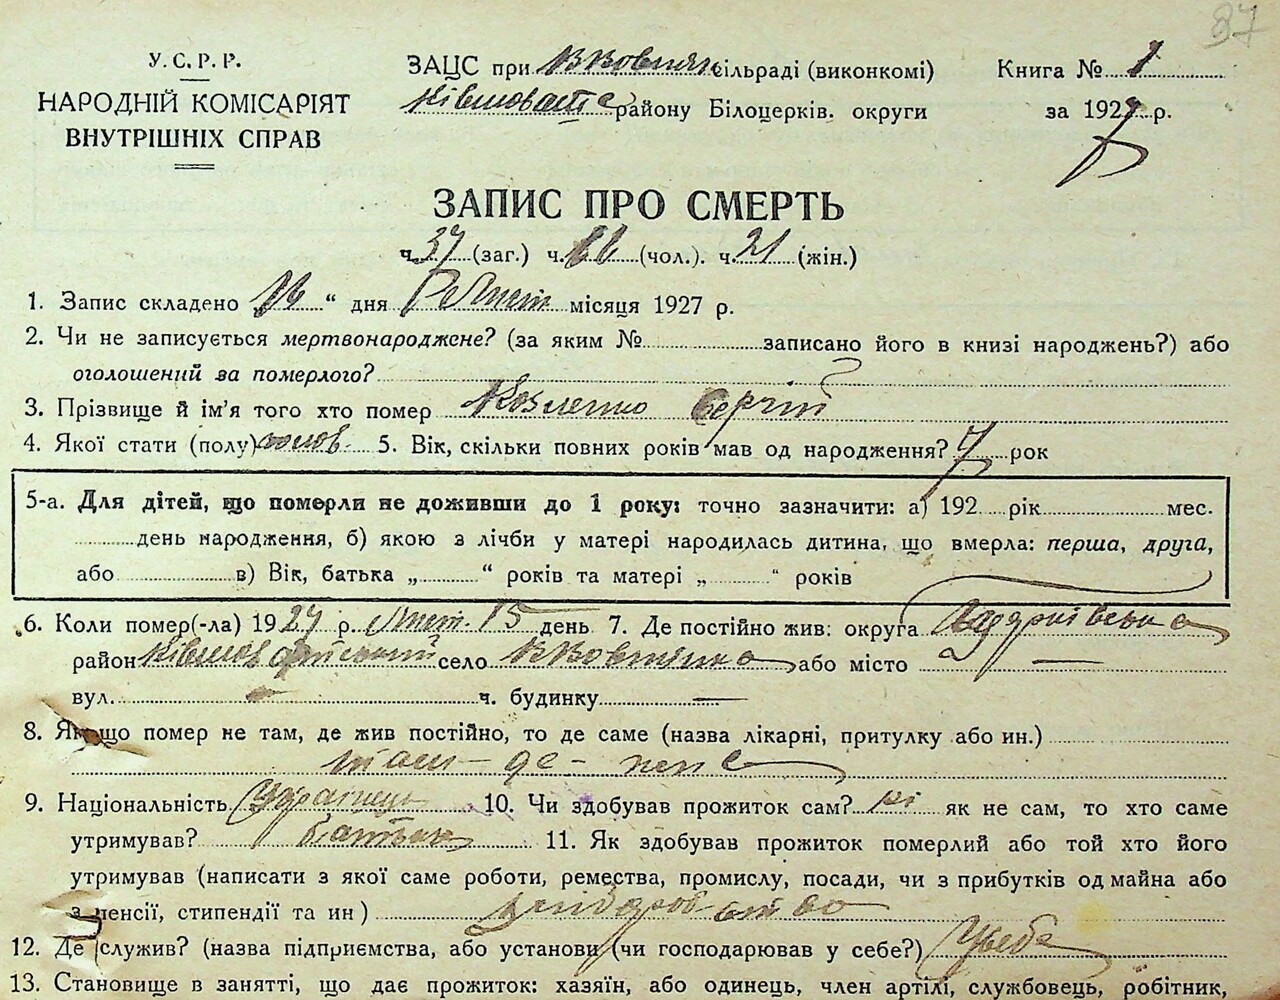 37
У.С.Р.Р.
НАРОДНІЙ КОМІСАРІЯТ
ВНУТРІШНІХ СПРАВ
ЗАЦС при сільраді (виконкомі)
району Білоцерків. округи
Книга № 1
за 1927 р.
ЗАПИС ПРО СМЕРТЬ
ч. 37 (заг.) ч. 16 (чол.). ч. 21 (жін.)
1. Запис складено 16 “ дня місяця 1927 р.
2. Чи не записується мертвонароджене? (за яким № записано його в книзі народжень?) або
оголошений за померлого?
3. Прізвище й ім'я того хто помер Сергій
4. Якої стати (полу) чолов. 5. Вік, скільки повних років мав од народження? рок
5-а. Для дітей, що померли не доживши до 1 року: точно зазначити: а) 192 рік мес.
день народження, б) якою з лічби у матері народилась дитина, що вмерла: перша, друга,
або в) Вік, батька „ “ років та матері „ “ років
6. Коли помер(-ла) 1927 р. 15 день 7. Де постійно жив: округа
район село або місто —
вул. — ч. будинку —
8. Якщо помер не там, де жив постійно, то де саме (назва лікарні, притулку або ин.)
там-де-
9. Національність Українець 10. Чи здобував прожиток сам? ні як не сам, то хто саме
утримував? батько 11. Як здобував прожиток померлий або той хто його
утримував (написати з якої саме роботи, ремества, промислу, посади, чи з прибутків од майна або
з пенсії, стипендії та ин) хліборобство
12. Де служив? (назва підприємства, або установи (чи господарював у себе?) У себе
13. Становище в занятті, що дає прожиток: хазяїн, або одинець, член артілі, службовець, робітник,